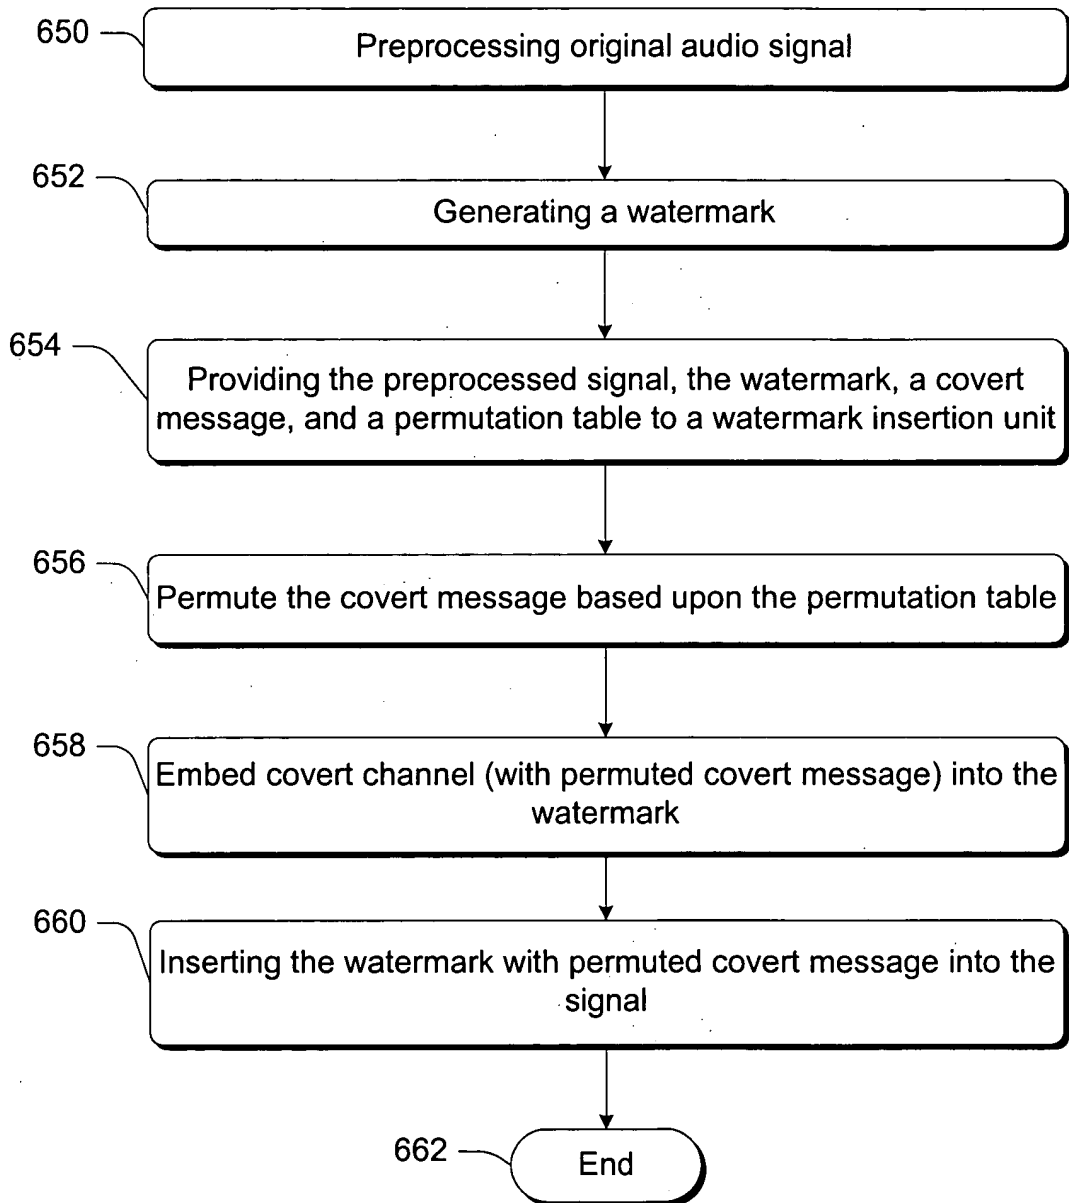 650
Preprocessing original audio signal
652
Generating a watermark
654
Providing the preprocessed signal, the watermark, a covert
message, and a permutation table to a watermark insertion unit
656
Permute the covert message based upon the permutation table
658
Embed covert channel (with permuted covert message) into the
watermark
660
Inserting the watermark with permuted covert message into the
signal
662
End